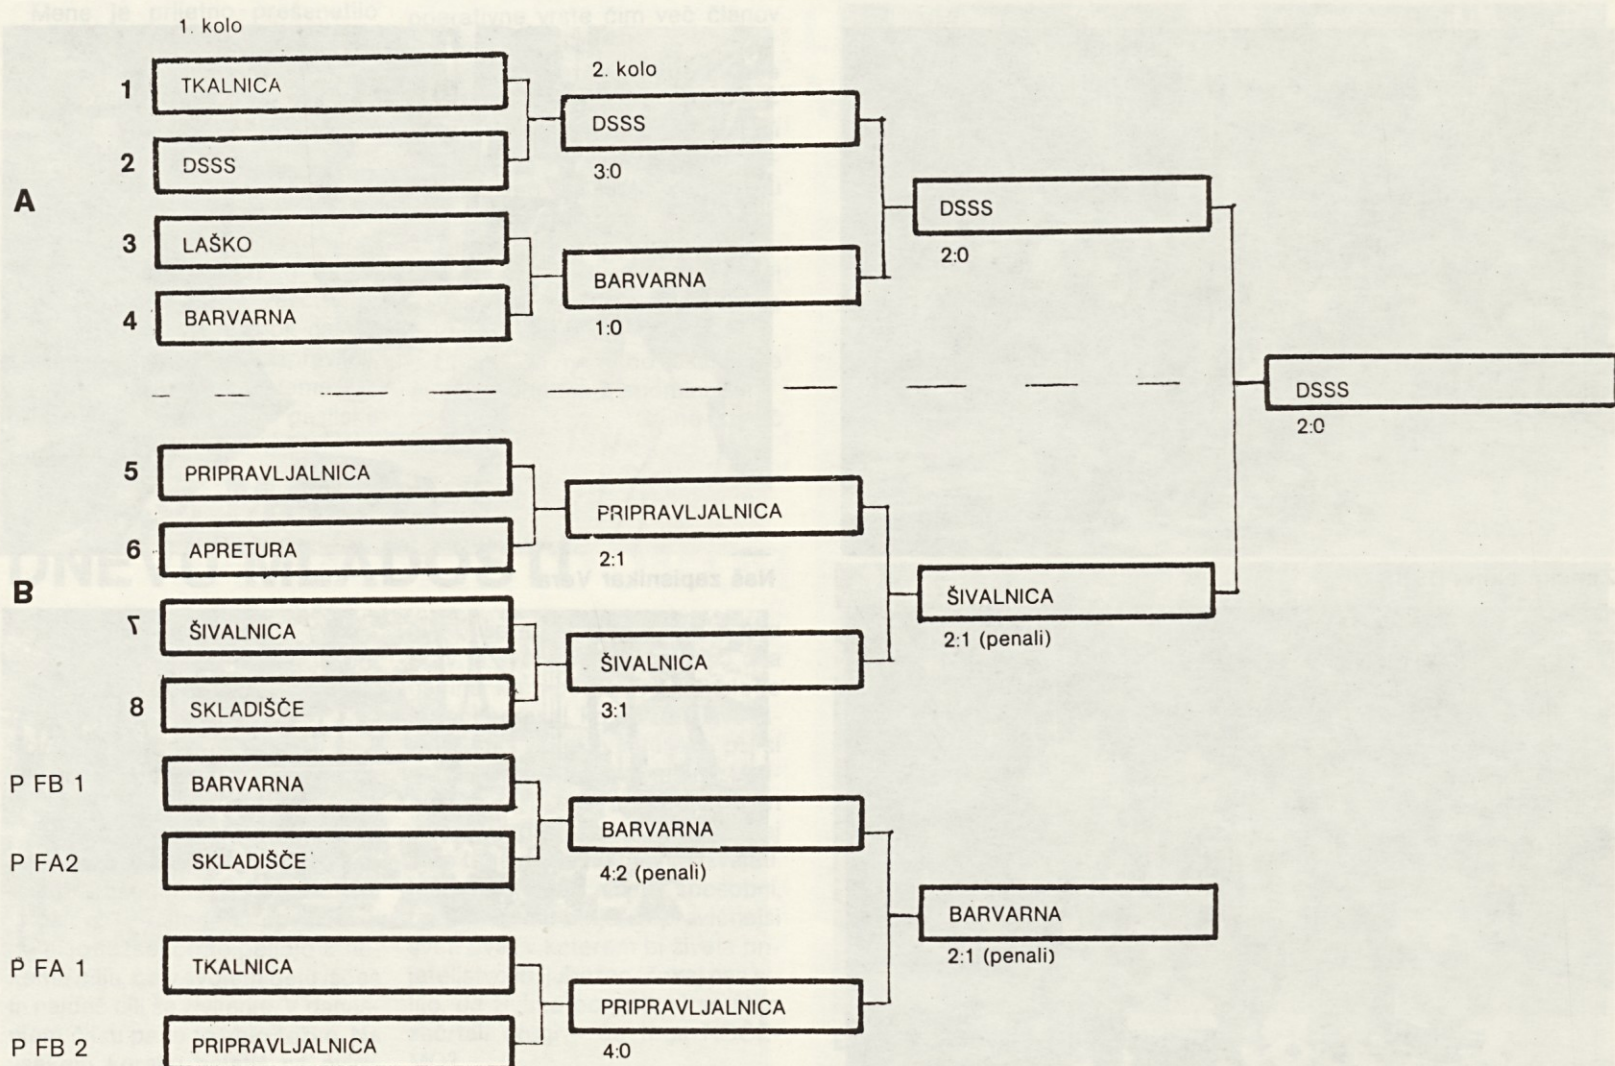 1. kolo
1 TKALNICA
2 DSSS
A
3 LAŠKO
4 BARVARNA
2. kolo
DSSS
3:0
BARVARNA
1:0
DSSS
2:0
DSSS
2:0
5 PRIPRAVLJALNICA
6 APRETURA
B
7 ŠIVALNICA
8 SKLADIŠČE
PRIPRAVLJALNICA
2:1
ŠIVALNICA
3:1
ŠIVALNICA
2:1 (penali)
P FB 1 BARVARNA
P FA2 SKLADIŠČE
P FA 1 TKALNICA
P FB 2 PRIPRAVLJALNICA
BARVARNA
4:2 (penali)
PRIPRAVLJALNICA
4:0
BARVARNA
2:1 (penali)